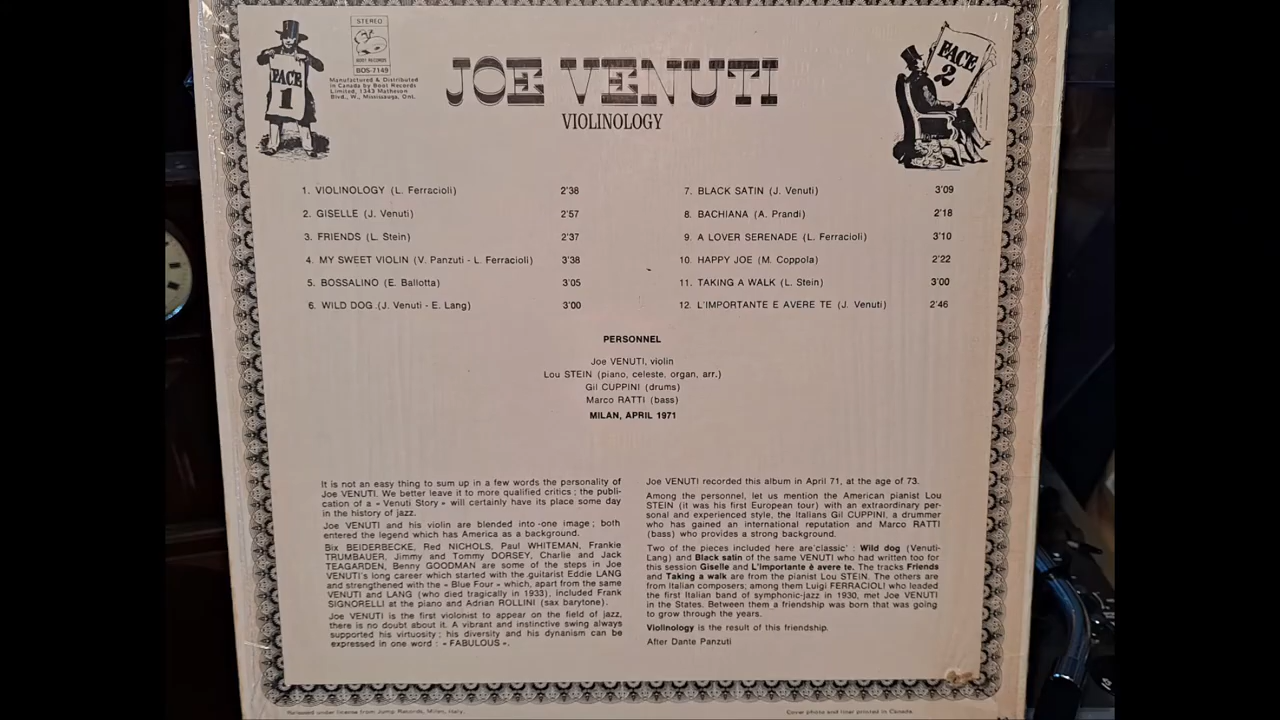 FACE
1
STEREO
BOOT RECORDS
BOS-7149
Manufactured & Distributed
in Canada by Boot Records
Limited, 1343 Matheson
Blvd., W., Mississauga, Ont.
JOE VENUTI
VIOLINOLOGY
FACE
2
1. VIOLINOLOGY (L. Ferracioli) 2'38
2. GISELLE (J. Venuti) 2'57
3. FRIENDS (L. Stein) 2'37
4. MY SWEET VIOLIN (V. Panzuti - L. Ferracioli) 3'38
5. BOSSALINO (E. Ballotta) 3'05
6. WILD DOG.(J. Venuti - E. Lang) 3'00
7. BLACK SATIN (J. Venuti) 3'09
8. BACHIANA (A. Prandi) 2'18
9. A LOVER SERENADE (L. Ferracioli) 3'10
10. HAPPY JOE (M. Coppola) 2'22
11. TAKING A WALK (L. Stein) 3'00
12. L'IMPORTANTE E AVERE TE (J. Venuti) 2'46
PERSONNEL
Joe VENUTI, violin
Lou STEIN (piano, celeste, organ, arr.)
Gil CUPPINI (drums)
Marco RATTI (bass)
MILAN, APRIL 1971
It is not an easy thing to sum up in a few words the personality of
Joe VENUTI. We better leave it to more qualified critics ; the publi-
cation of a « Venuti Story » will certainly have its place some day
in the history of jazz.
Joe VENUTI and his violin are blended into one image ; both
entered the legend which has America as a background.
Bix BEIDERBECKE, Red NICHOLS, Paul WHITEMAN, Frankie
TRUMBAUER, Jimmy and Tommy DORSEY, Charlie and Jack
TEAGARDEN, Benny GOODMAN are some of the steps in Joe
VENUTI's long career which started with the guitarist Eddie LANG
and strengthened with the « Blue Four » which, apart from the same
VENUTI and LANG (who died tragically in 1933), included Frank
SIGNORELLI at the piano and Adrian ROLLINI (sax barytone).
Joe VENUTI is the first violonist to appear on the field of jazz,
there is no doubt about it. A vibrant and instinctive swing always
supported his virtuosity ; his diversity and his dynanism can be
expressed in one word : « FABULOUS ».
Joe VENUTI recorded this album in April 71, at the age of 73.
Among the personnel, let us mention the American pianist Lou
STEIN (it was his first European tour) with an extraordinary per-
sonal and experienced style, the Italians Gil CUPPINI, a drummer
who has gained an international reputation and Marco RATTI
(bass) who provides a strong background.
Two of the pieces included here are'classic' : Wild dog (Venuti-
Lang) and Black satin of the same VENUTI who had written too for
this session Giselle and L'importante è avere te. The tracks Friends
and Taking a walk are from the pianist Lou STEIN. The others are
from Italian composers; among them Luigi FERRACIOLI who leaded
the first Italian band of symphonic-jazz in 1930, met Joe VENUTI
in the States. Between them a friendship was born that was going
to grow through the years.
Violinology is the result of this friendship.
After Dante Panzuti
Released under license from Jump Records, Milan, Italy.
Cover photo and liner printed in Canada.